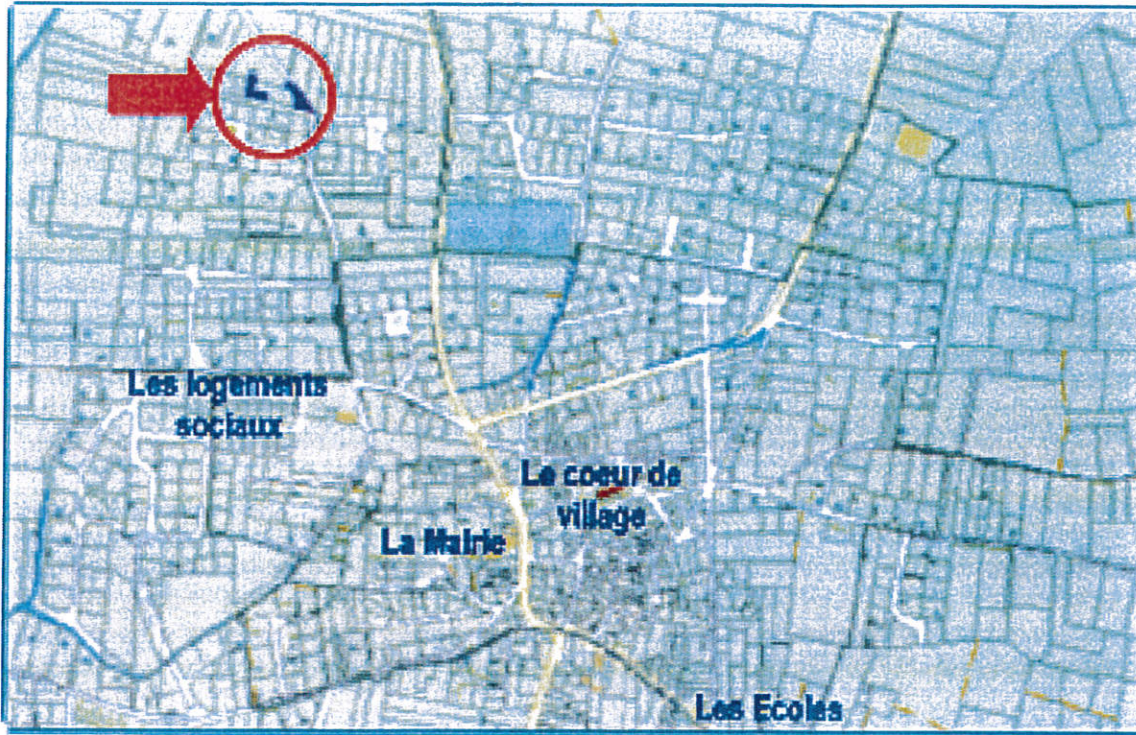 Les logements
sociaux
Le coeur de
village
La Mairie
Les Ecoles